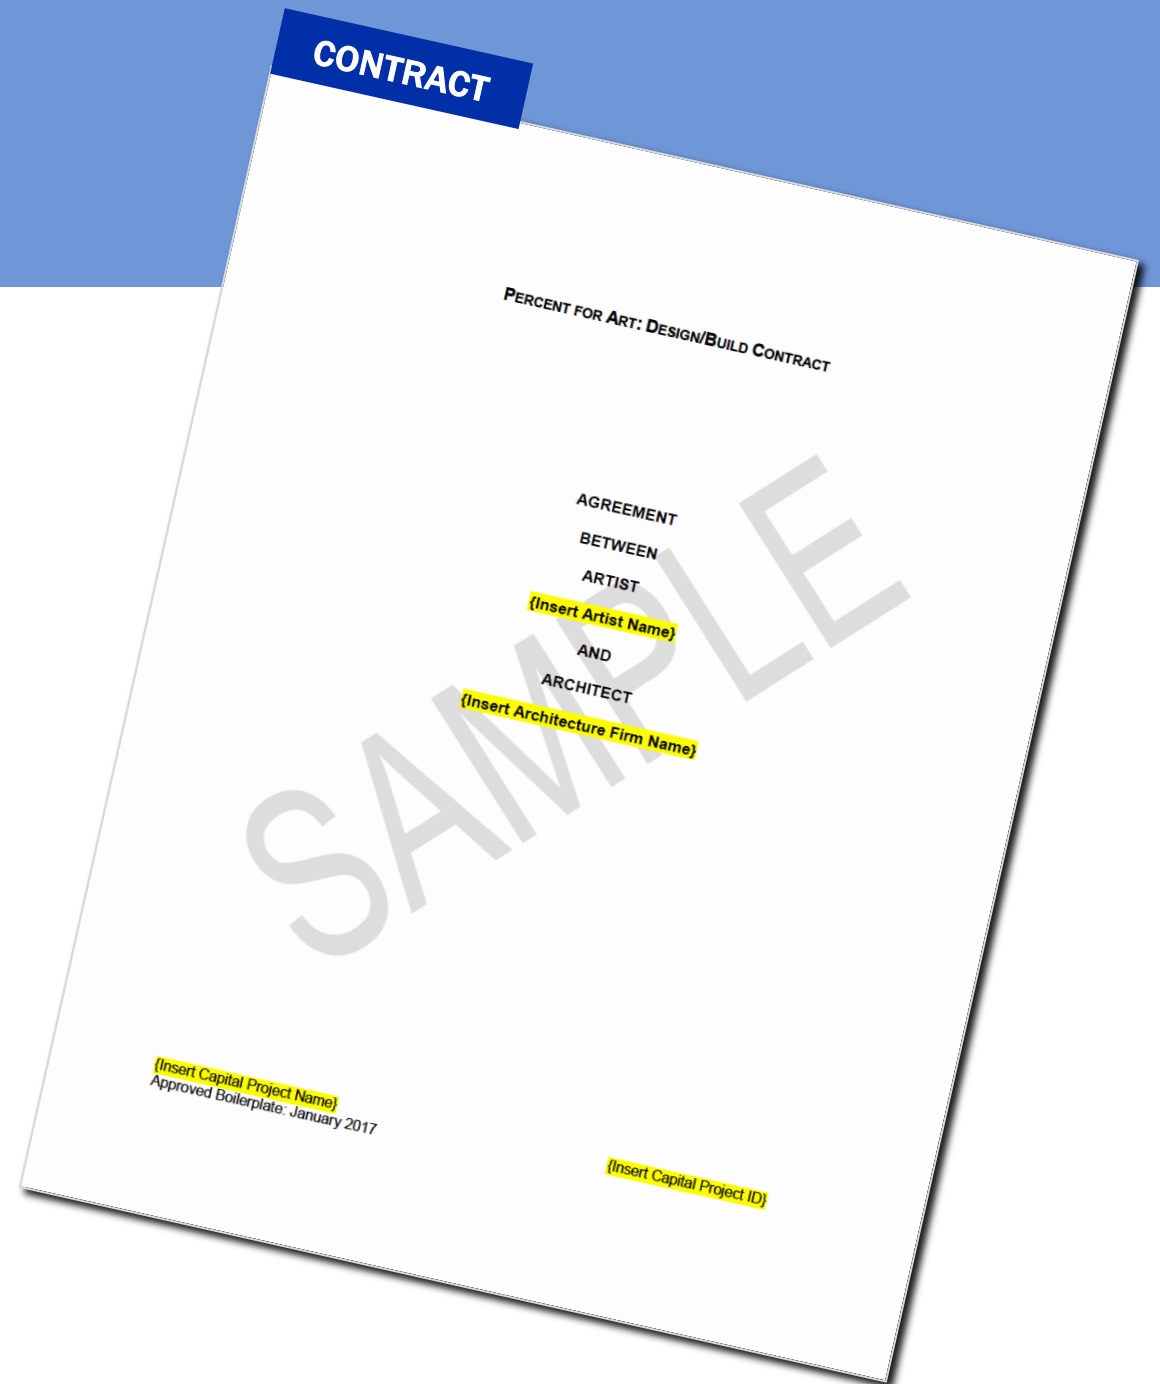 CONTRACT
PERCENT FOR ART: DESIGN/BUILD CONTRACT
AGREEMENT
BETWEEN
ARTIST
{Insert Artist Name}
AND
ARCHITECT
{Insert Architecture Firm Name}
SAMPLE
{Insert Capital Project Name}
Approved Boilerplate: January 2017
{Insert Capital Project ID}